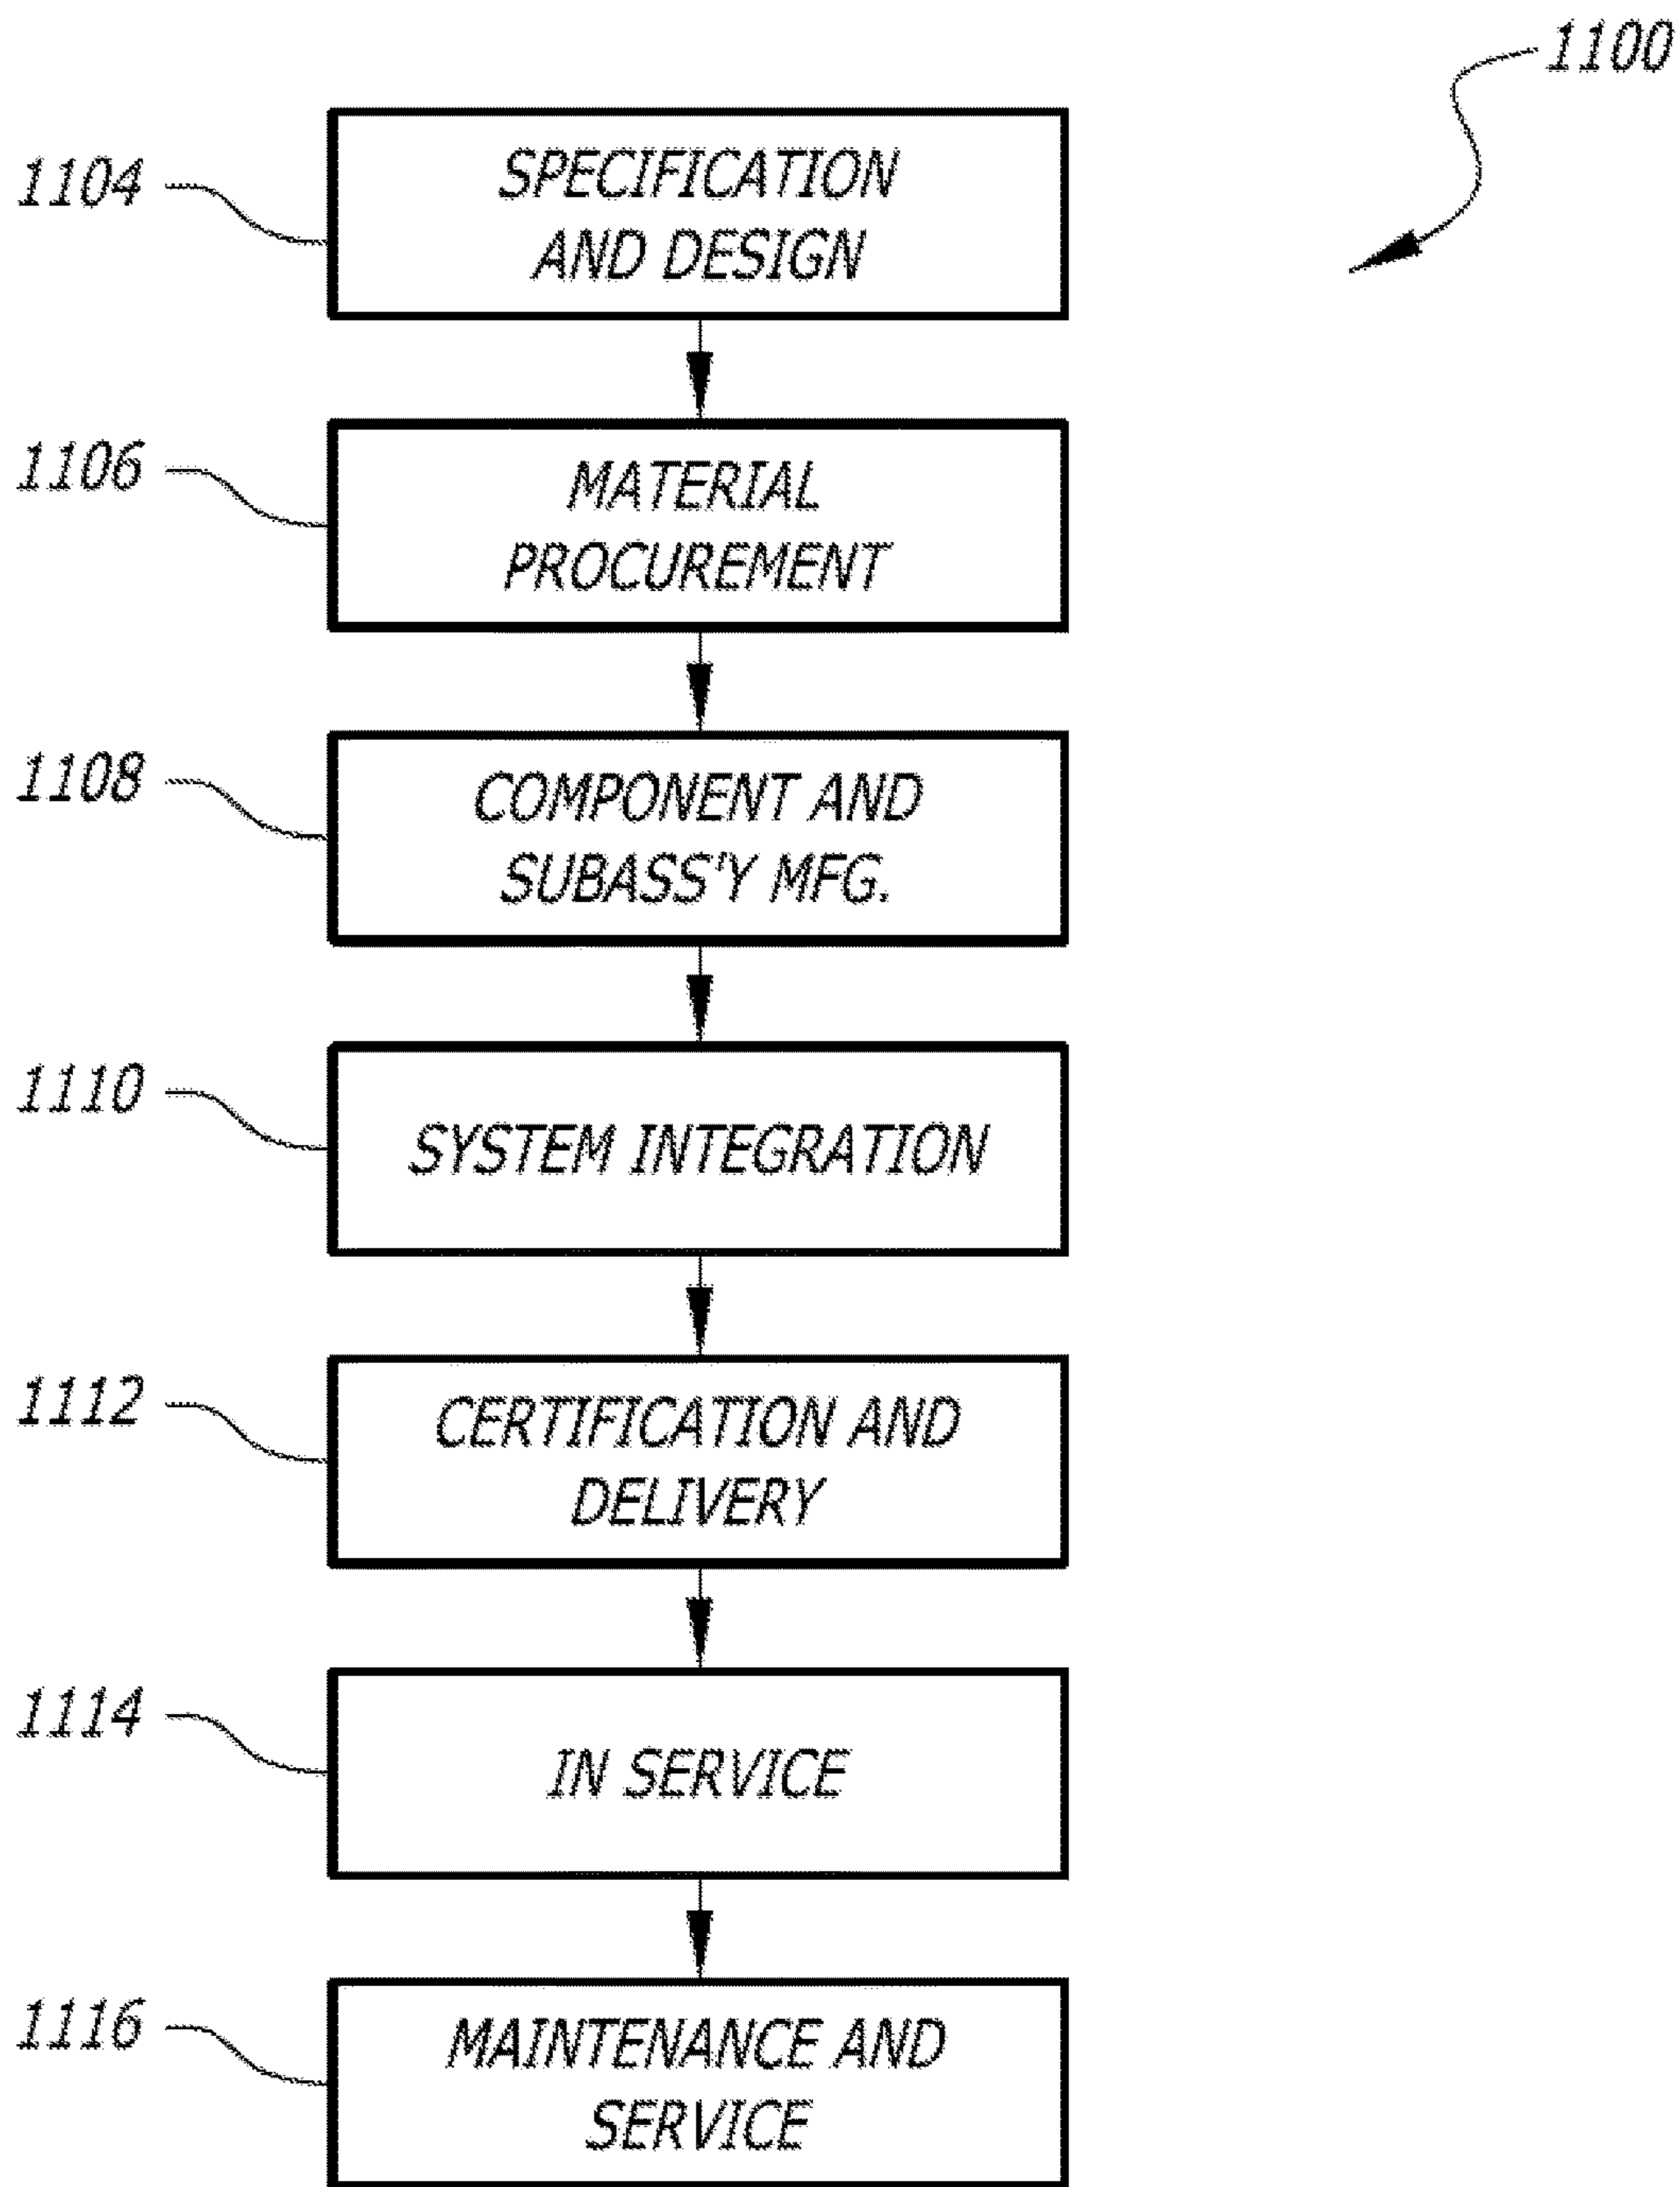 1100
1104
SPECIFICATION
AND DESIGN
1106
MATERIAL
PROCUREMENT
1108
COMPONENT AND
SUBASS'Y MFG.
1110
SYSTEM INTEGRATION
1112
CERTIFICATION AND
DELIVERY
1114
IN SERVICE
1116
MAINTENANCE AND
SERVICE